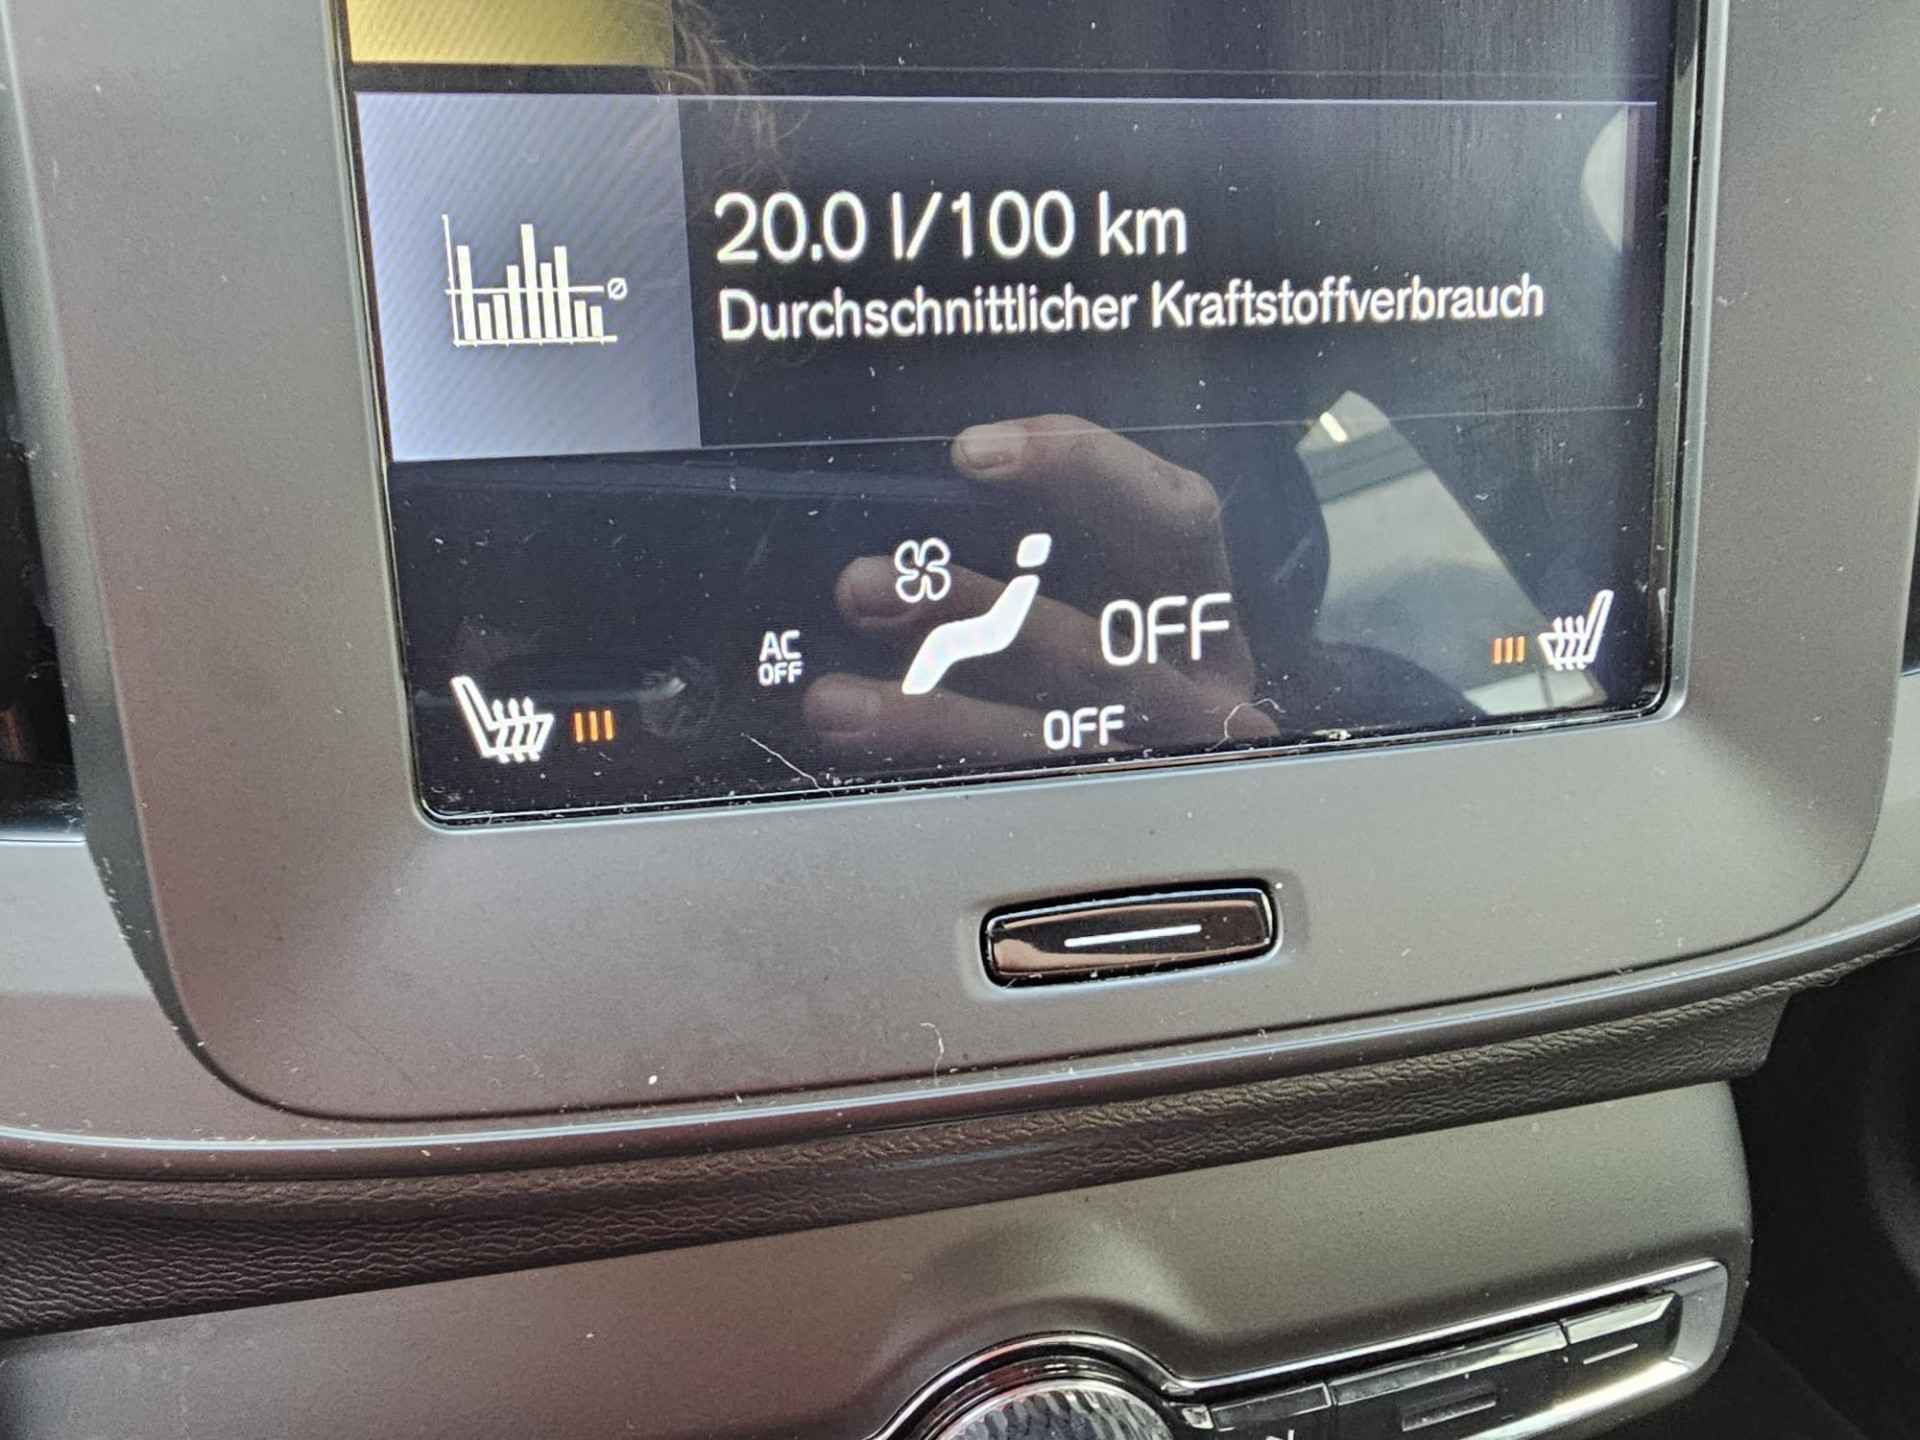 20.0 l/100 km
Durchschnittlicher Kraftstoffverbrauch
Ø
AC
OFF
OFF
OFF